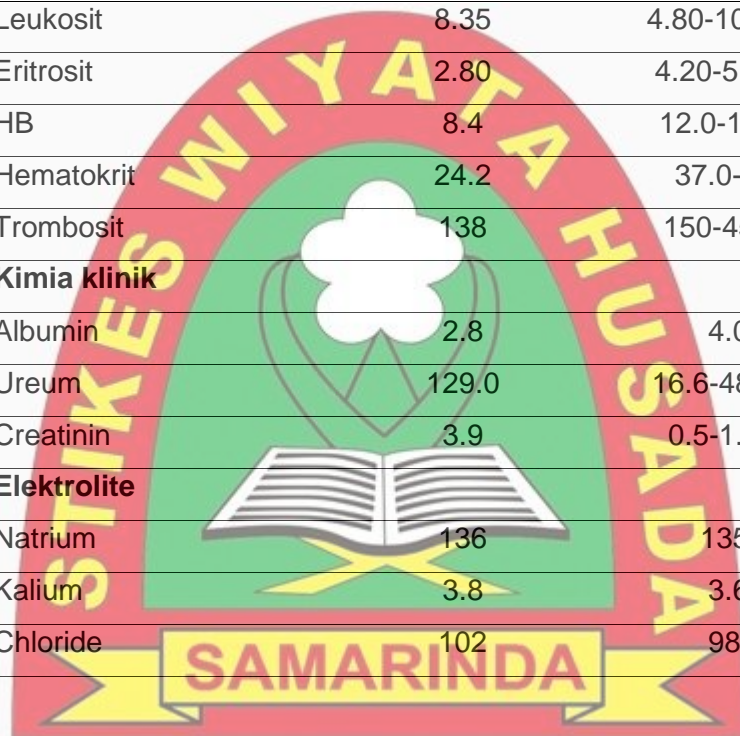 Leukosit 8.35 4.80-10
Eritrosit 2.80 4.20-5
HB 8.4 12.0-1
Hematokrit 24.2 37.0-
Trombosit 138 150-4
Kimia klinik
Albumin 2.8 4.0
Ureum 129.0 16.6-48
Creatinin 3.9 0.5-1.
Elektrolite
Natrium 136 135
Kalium 3.8 3.6
Chloride 102 98
STIKES WIYATA HUSADA
SAMARINDA